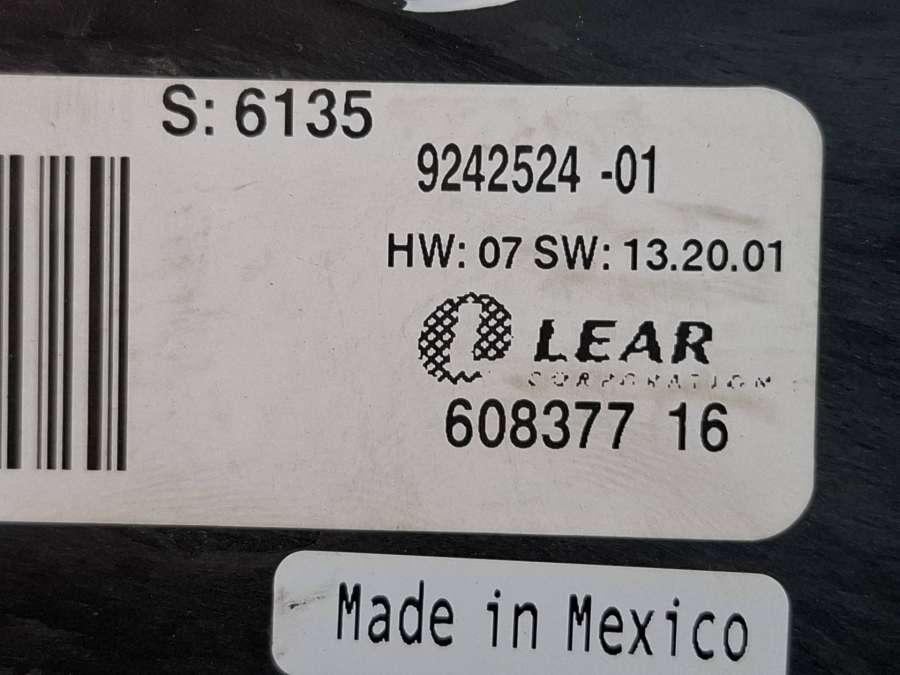 S: 6135
9242524 -01
HW: 07 SW: 13.20.01
LEAR
CORPORATION
608377 16
Made in Mexico